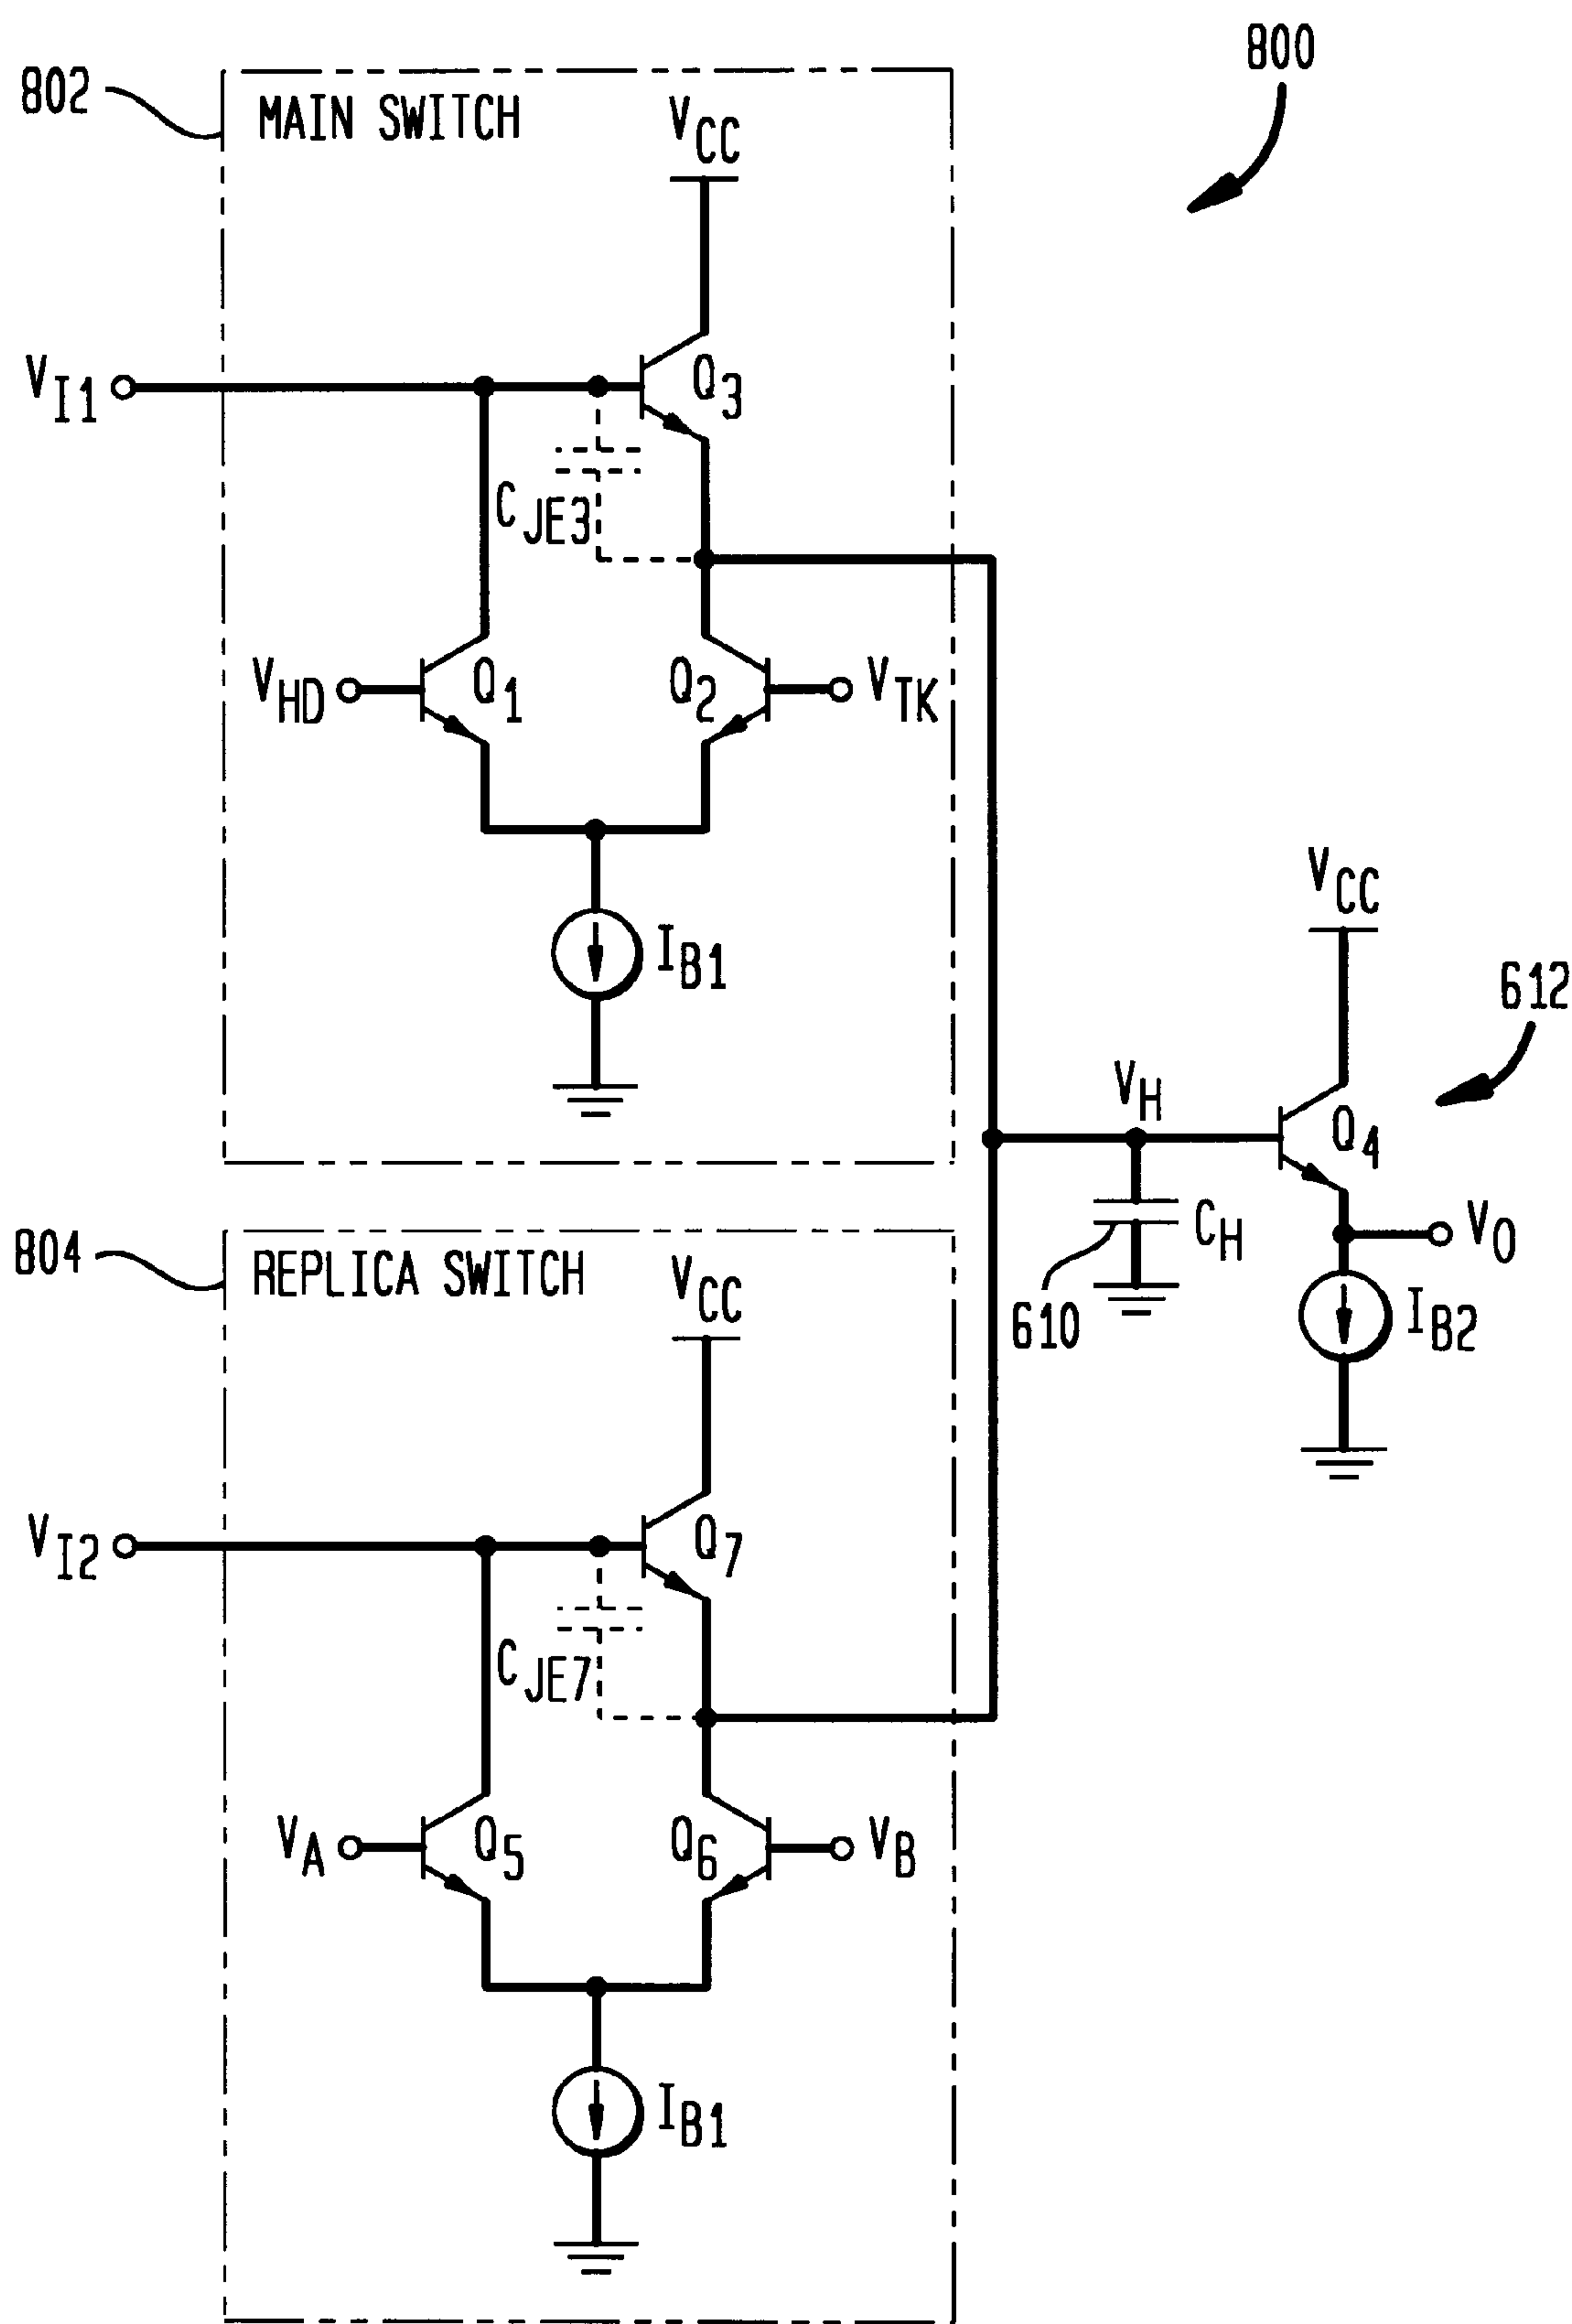 800
802
MAIN SWITCH
VCC
VI1
Q3
CJE3
VHD
Q1
Q2
VTK
IB1
VCC
612
VH
Q4
CH
VO
610
IB2
804
REPLICA SWITCH
VCC
VI2
Q7
CJE7
VA
Q5
Q6
VB
IB1